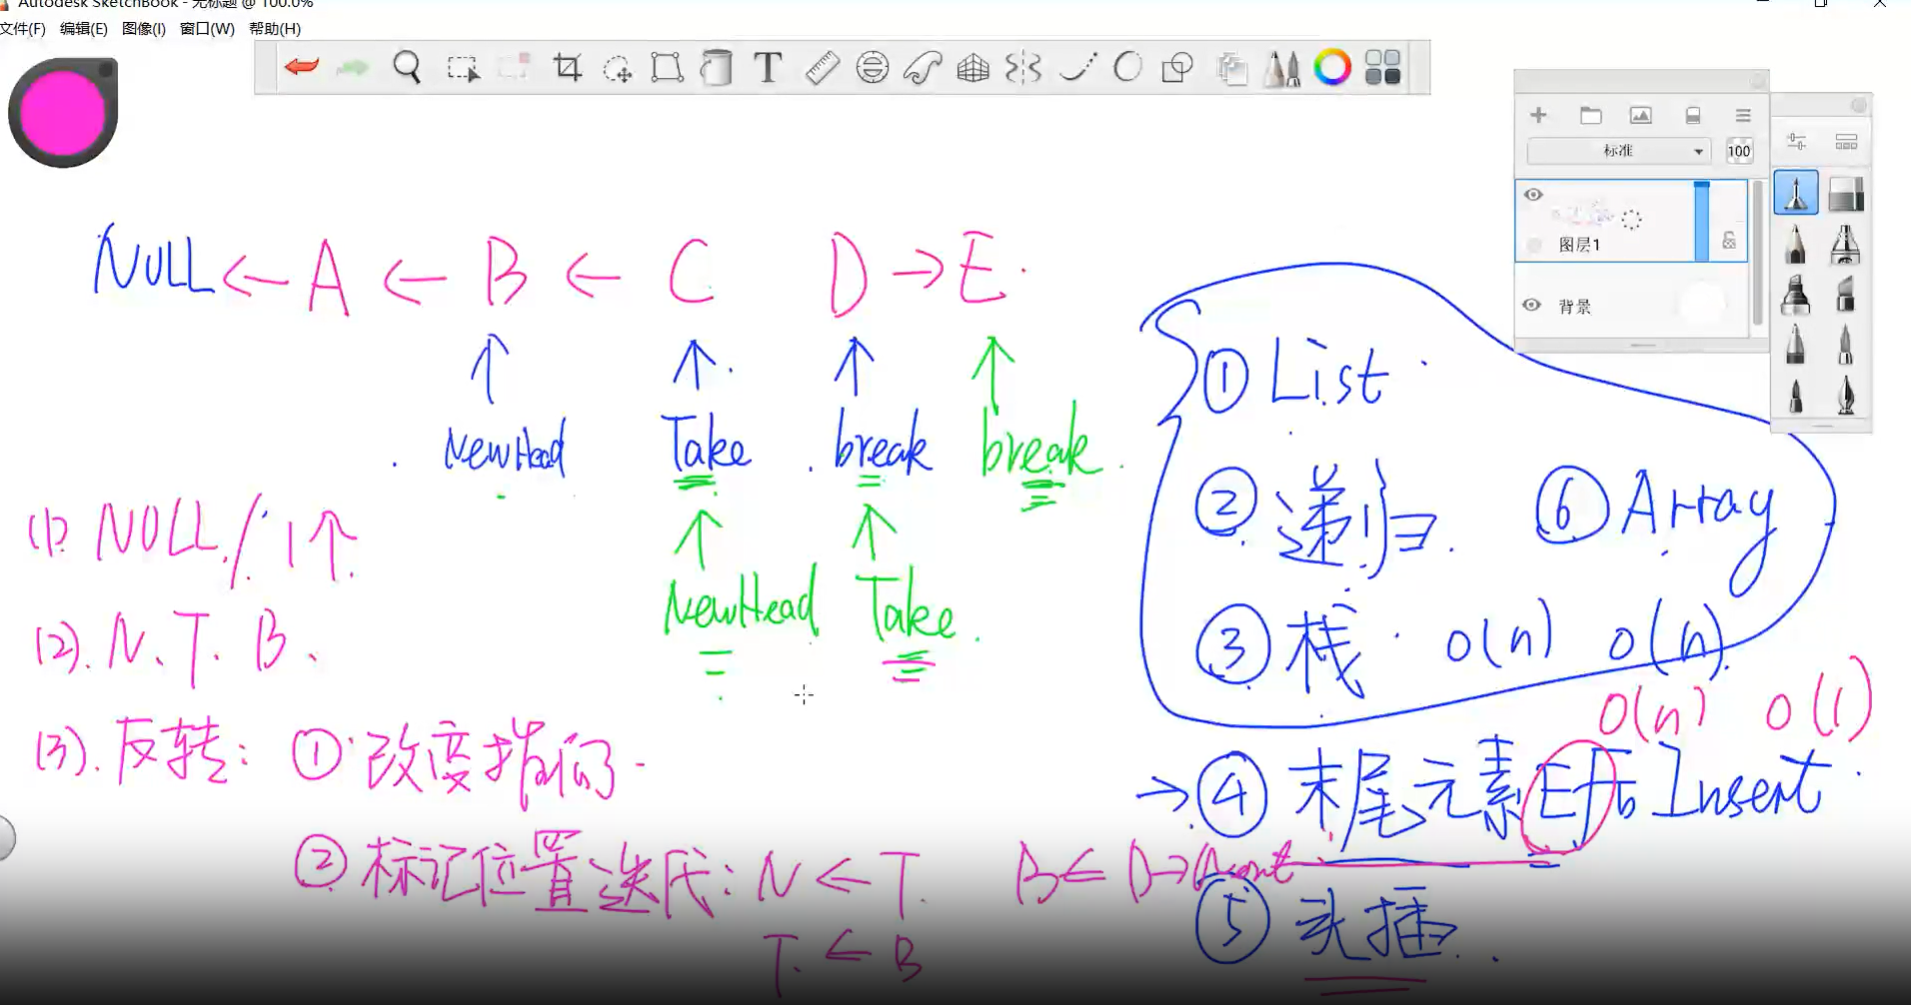 Autodesk SketchBook - 无标题 @ 100.0%
文件(F) 编辑(E) 图像(I) 窗口(W) 帮助(H)
标准 100
图层1
背景
NULL ← A ← B ← C D → E
NewHead Take break break
NewHead Take
(1) NULL / 1个
(2). N、T、B、
(3). 反转: ① 改变指向
② 标记位置迭代: N ← T B ← B→Next
T ← B
① List
② 递归 ⑥ Array
③ 栈 O(n) O(n)
O(n) O(1)
→ ④ 末尾元素E Insert
⑤ 头插